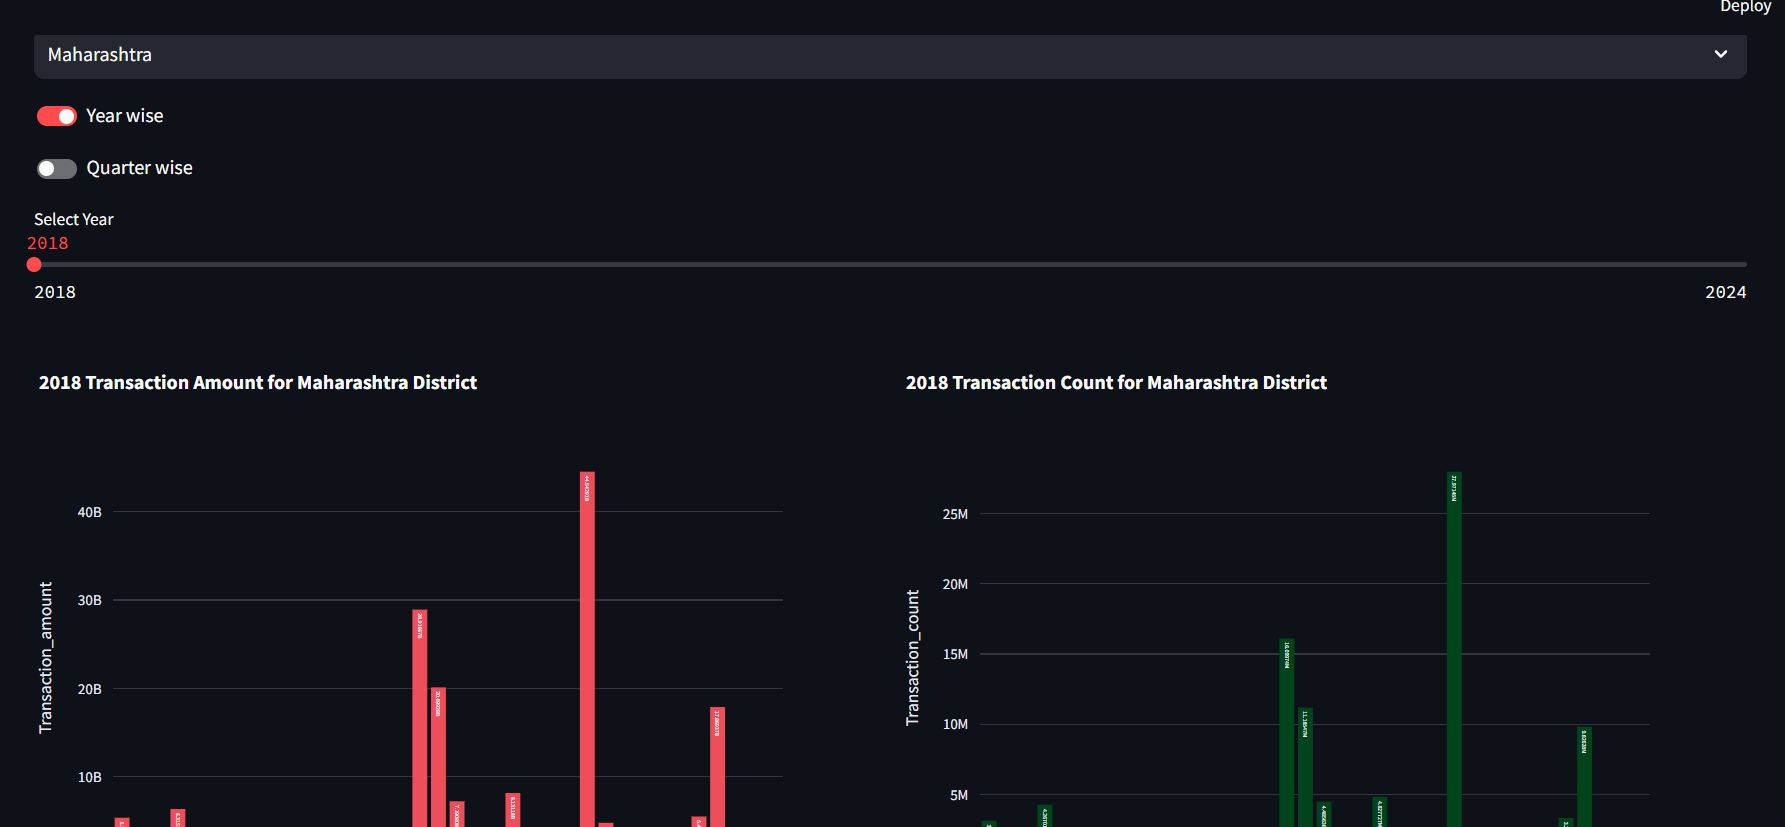 Deploy
Maharashtra
Year wise
Quarter wise
Select Year
2018
2018
2024
2018 Transaction Amount for Maharashtra District
2018 Transaction Count for Maharashtra District
Transaction_amount
40B
30B
20B
10B
Transaction_count
25M
20M
15M
10M
5M